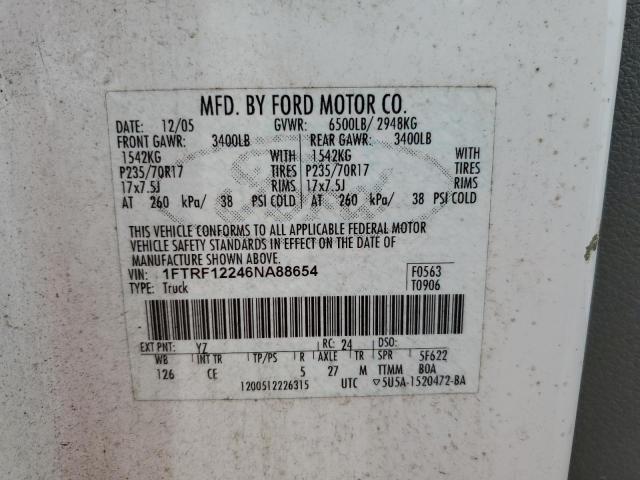 MFD. BY FORD MOTOR CO.
DATE: 12/05 GVWR: 6500LB/ 2948KG
FRONT GAWR: 3400LB REAR GAWR: 3400LB
1542KG WITH 1542KG WITH
P235/70R17 TIRES P235/70R17 TIRES
17x7.5J RIMS 17x7.5J RIMS
AT 260 kPa/ 38 PSI COLD AT 260 kPa/ 38 PSI COLD
THIS VEHICLE CONFORMS TO ALL APPLICABLE FEDERAL MOTOR
VEHICLE SAFETY STANDARDS IN EFFECT ON THE DATE OF
MANUFACTURE SHOWN ABOVE.
VIN: 1FTRF12246NA88654 F0563
TYPE: Truck T0906
EXT PNT: YZ RC: 24 DSO:
WB INT TR TP/PS R AXLE TR SPR 5F622
126 CE 5 27 M TTMM BOA
1200512226315 UTC ▽5U5A-1520472-BA